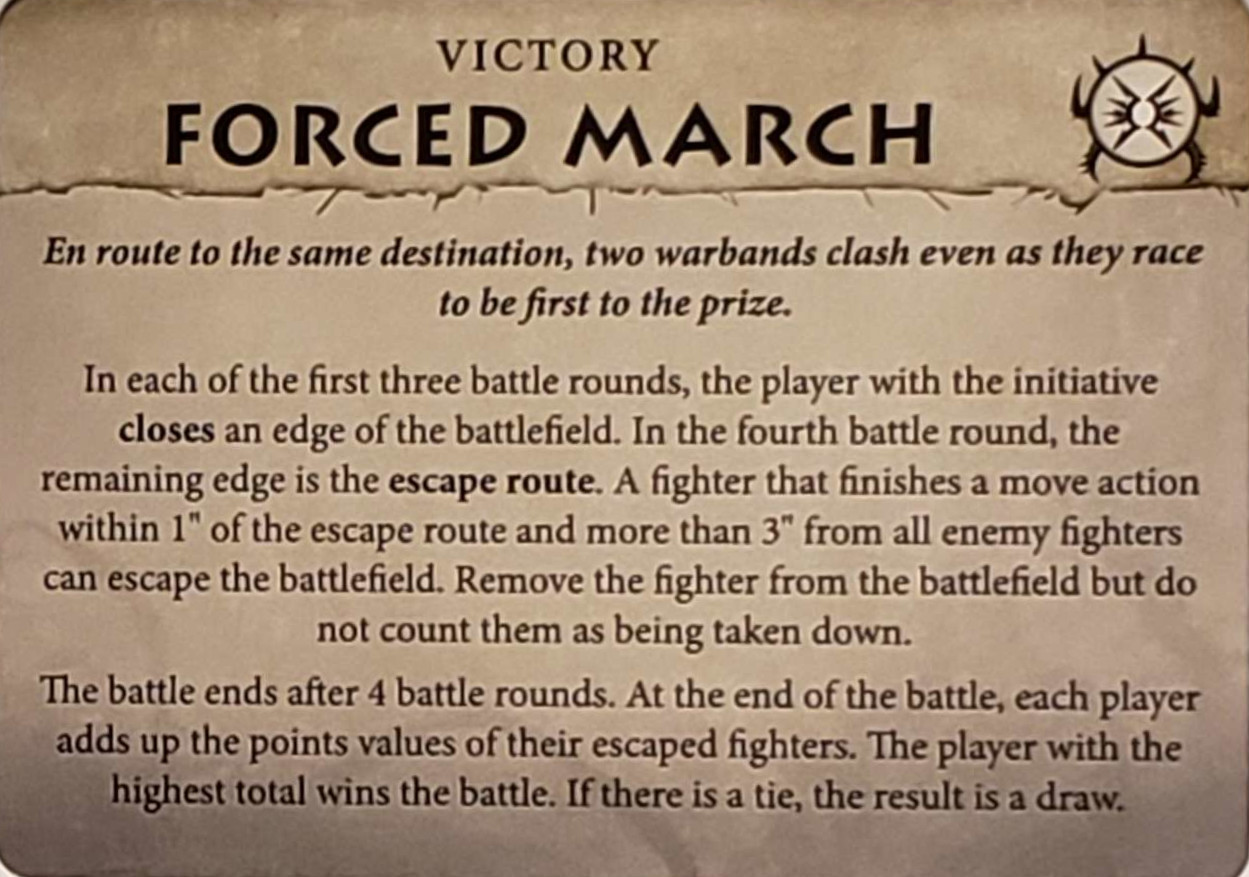 VICTORY
FORCED MARCH
En route to the same destination, two warbands clash even as they race
to be first to the prize.
In each of the first three battle rounds, the player with the initiative
closes an edge of the battlefield. In the fourth battle round, the
remaining edge is the escape route. A fighter that finishes a move action
within 1" of the escape route and more than 3" from all enemy fighters
can escape the battlefield. Remove the fighter from the battlefield but do
not count them as being taken down.
The battle ends after 4 battle rounds. At the end of the battle, each player
adds up the points values of their escaped fighters. The player with the
highest total wins the battle. If there is a tie, the result is a draw.